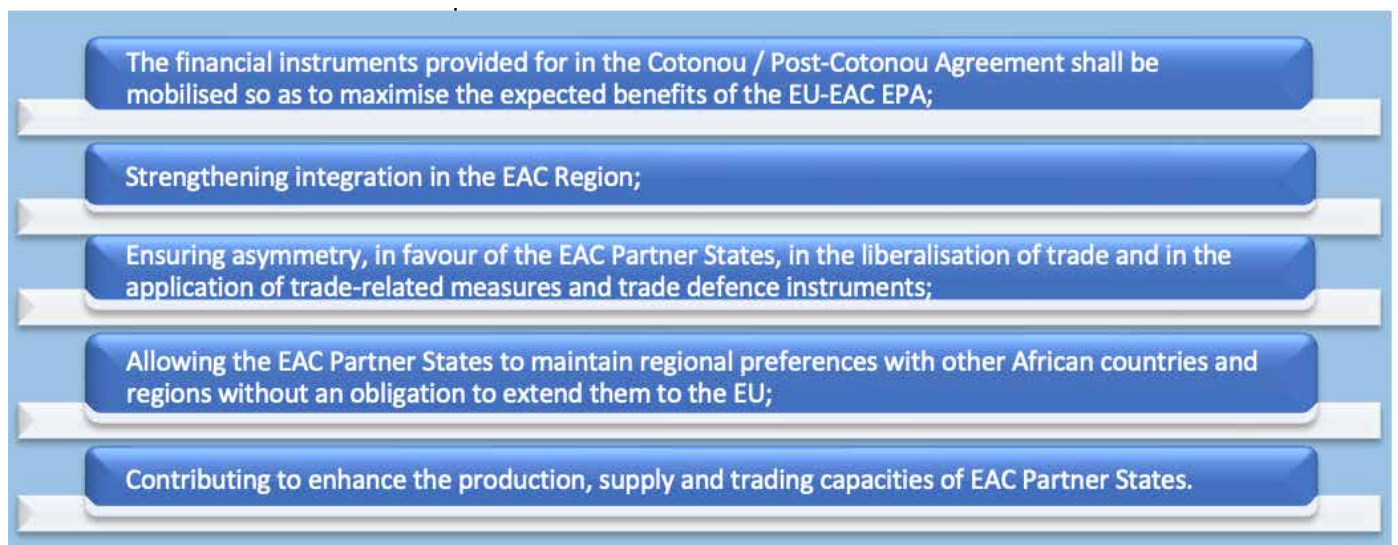 The financial instruments provided for in the Cotonou / Post-Cotonou Agreement shall be
mobilised so as to maximise the expected benefits of the EU-EAC EPA;
Strengthening integration in the EAC Region;
Ensuring asymmetry, in favour of the EAC Partner States, in the liberalisation of trade and in the
application of trade-related measures and trade defence instruments;
Allowing the EAC Partner States to maintain regional preferences with other African countries and
regions without an obligation to extend them to the EU;
Contributing to enhance the production, supply and trading capacities of EAC Partner States.